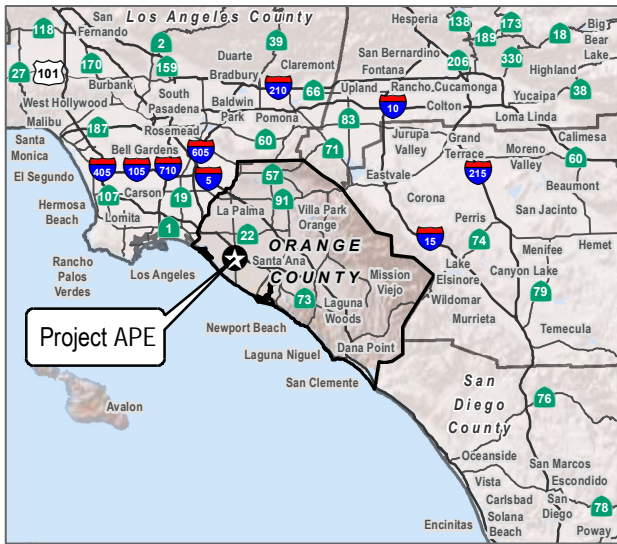 Los Angeles County
San
Fernando
118
2
39
Hesperia
138
173
189
18
Big
Bear
Lake
27
101
170
159
Duarte
Bradbury
Claremont
San Bernardino
Fontana
206
330
Highland
Burbank
210
66
Upland
Rancho Cucamonga
Yucaipa
38
West Hollywood
South
Pasadena
Baldwin
Park
Pomona
10
Colton
Loma Linda
Malibu
187
Rosemead
60
83
Santa
Monica
Bell Gardens
605
71
Jurupa
Valley
Grand
Terrace
Moreno
Valley
Calimesa
60
El Segundo
405
105
710
5
57
Eastvale
215
Beaumont
Hermosa
Beach
107
Carson
19
91
Corona
San Jacinto
La Palma
Villa Park
Orange
Lomita
1
22
Perris
15
74
Hemet
Rancho
Palos
Verdes
Los Angeles
ORANGE
COUNTY
Santa Ana
Mission
Viejo
Lake
Elsinore
Menifee
Canyon Lake
79
Project APE
73
Laguna
Woods
Wildomar
Newport Beach
Murrieta
Temecula
Laguna Niguel
Dana Point
San Clemente
San
Diego
County
Avalon
76
Oceanside
San Marcos
Vista
Escondido
Carlsbad
San
Diego
78
Solana
Beach
Encinitas
Poway